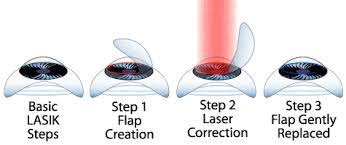 Basic
LASIK
Steps
Step 1
Flap
Creation
Step 2
Laser
Correction
Step 3
Flap Gently
Replaced